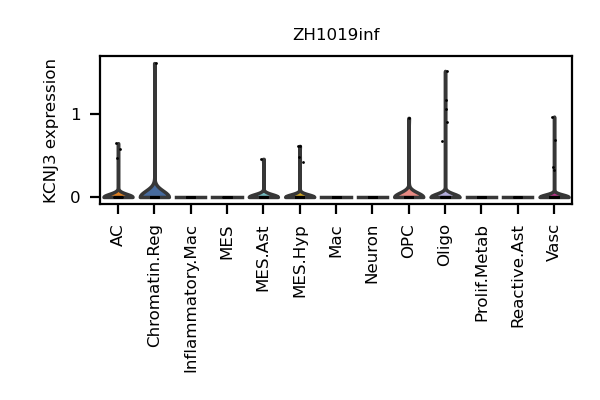 ZH1019inf
KCNJ3 expression
1
0
AC
Chromatin.Reg
Inflammatory.Mac
MES
MES.Ast
MES.Hyp
Mac
Neuron
OPC
Oligo
Prolif.Metab
Reactive.Ast
Vasc